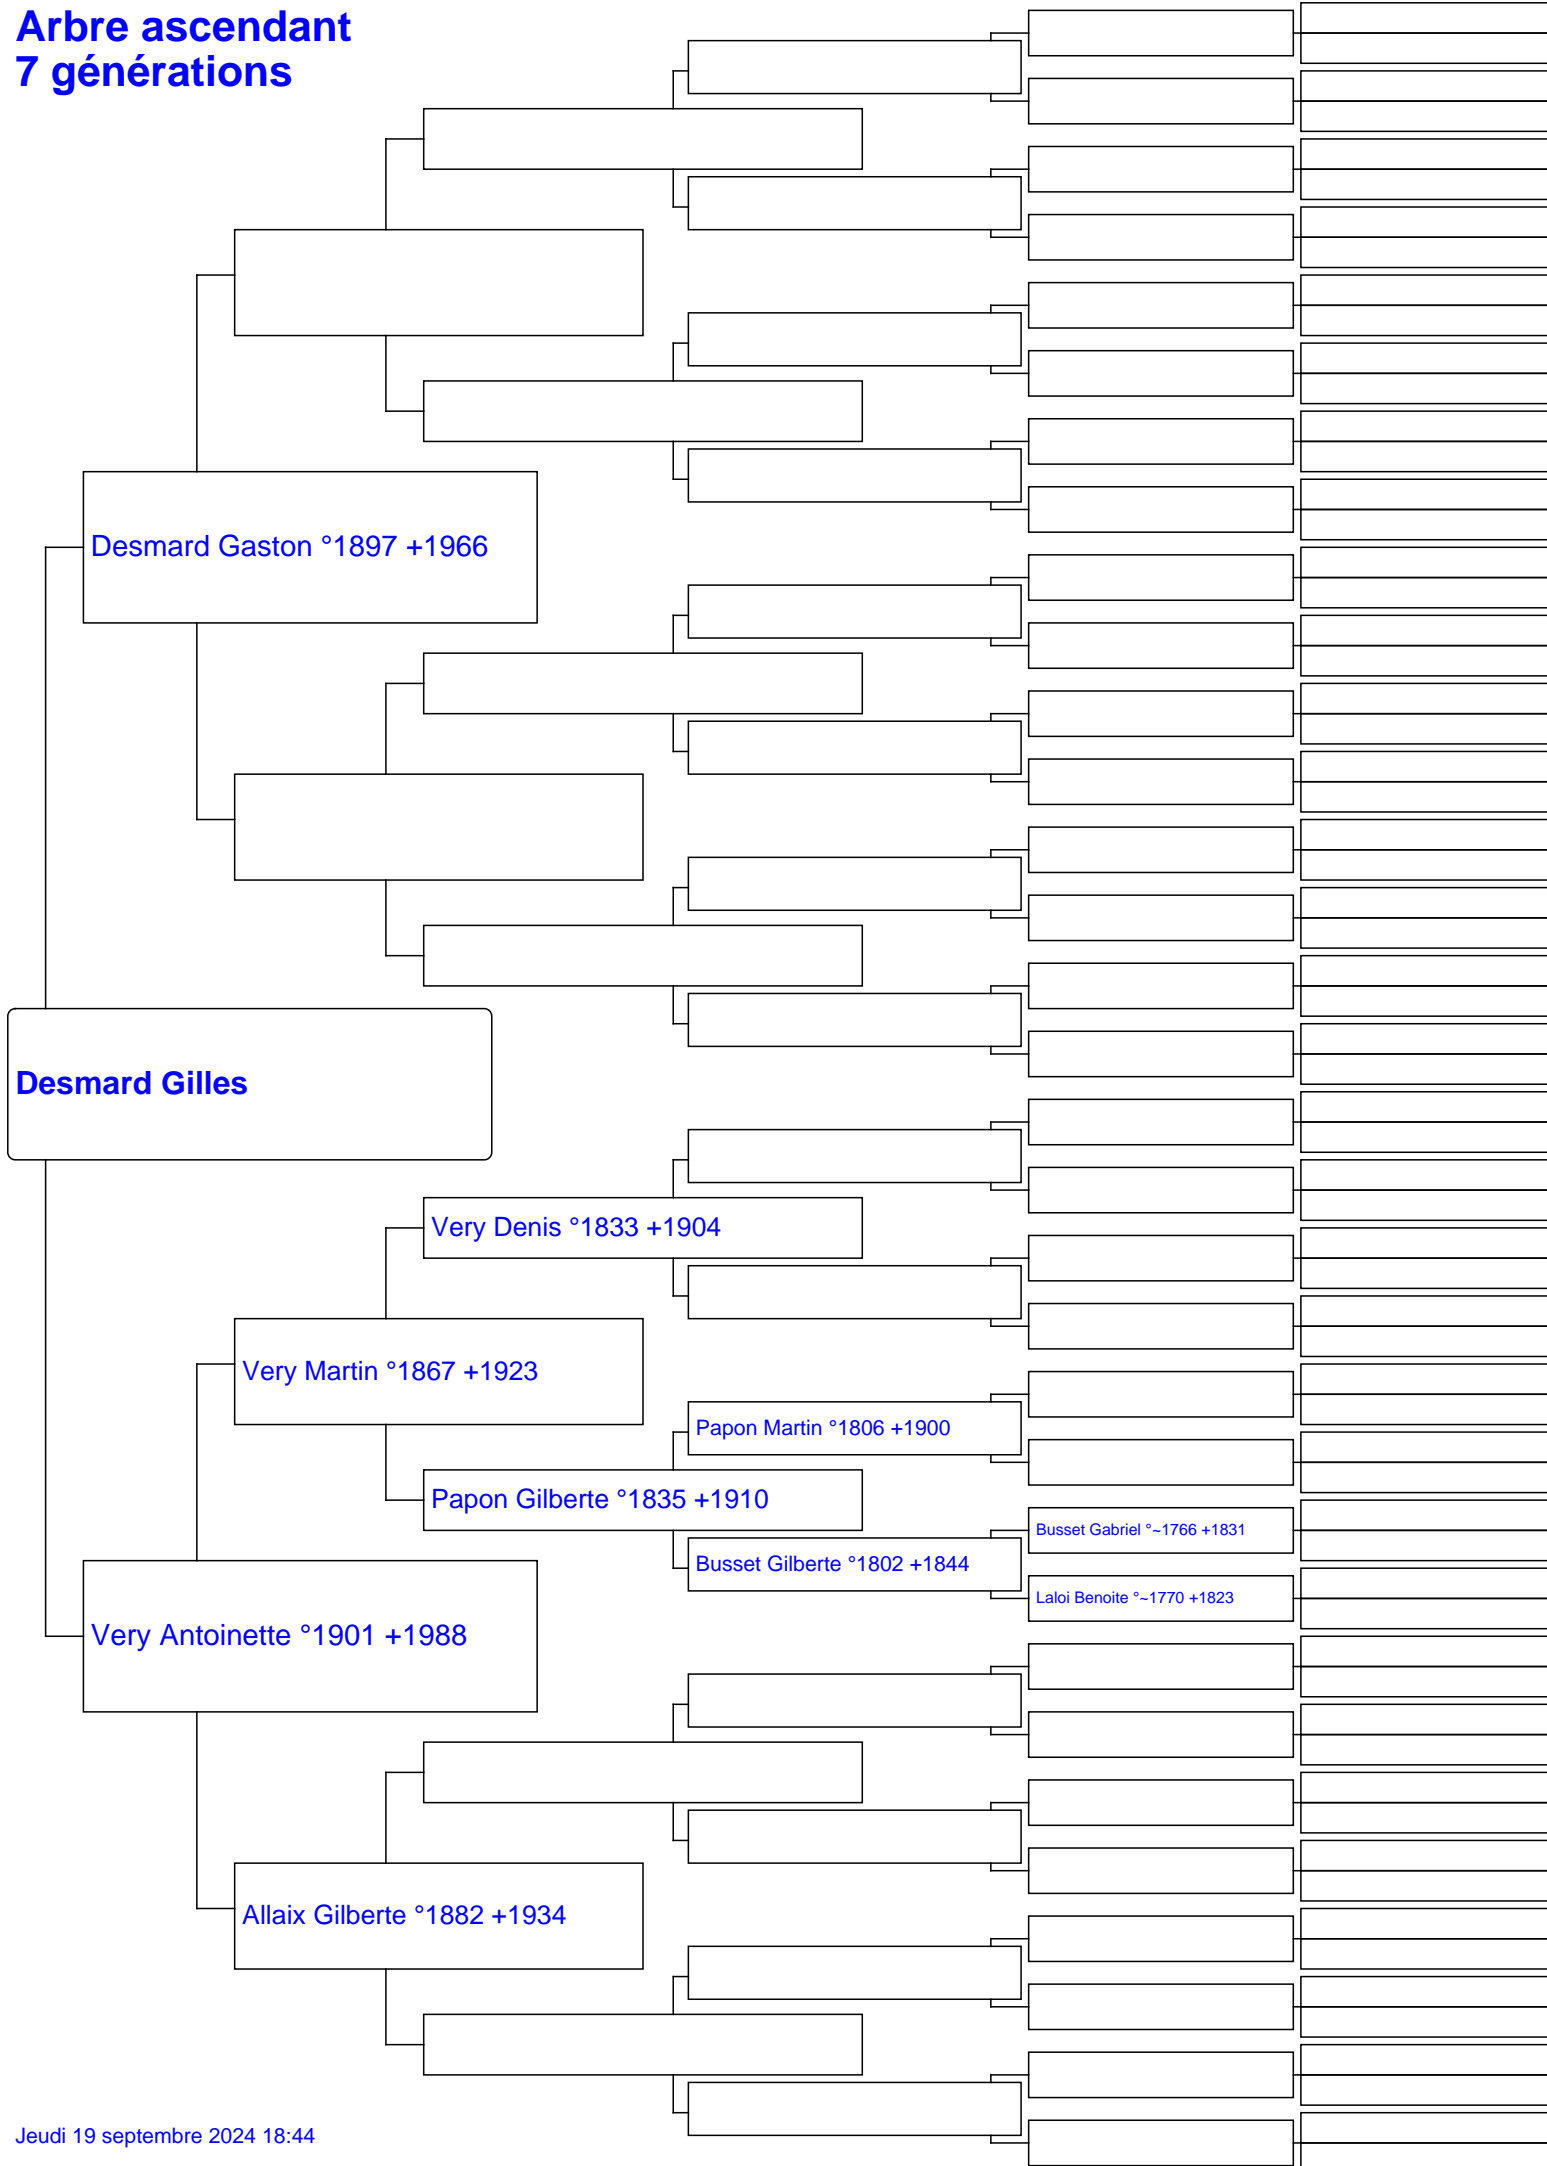 Arbre ascendant
7 générations
Desmard Gaston °1897 +1966
Desmard Gilles
Very Denis °1833 +1904
Very Martin °1867 +1923
Papon Martin °1806 +1900
Papon Gilberte °1835 +1910
Busset Gabriel °~1766 +1831
Busset Gilberte °1802 +1844
Laloi Benoite °~1770 +1823
Very Antoinette °1901 +1988
Allaix Gilberte °1882 +1934
Jeudi 19 septembre 2024 18:44